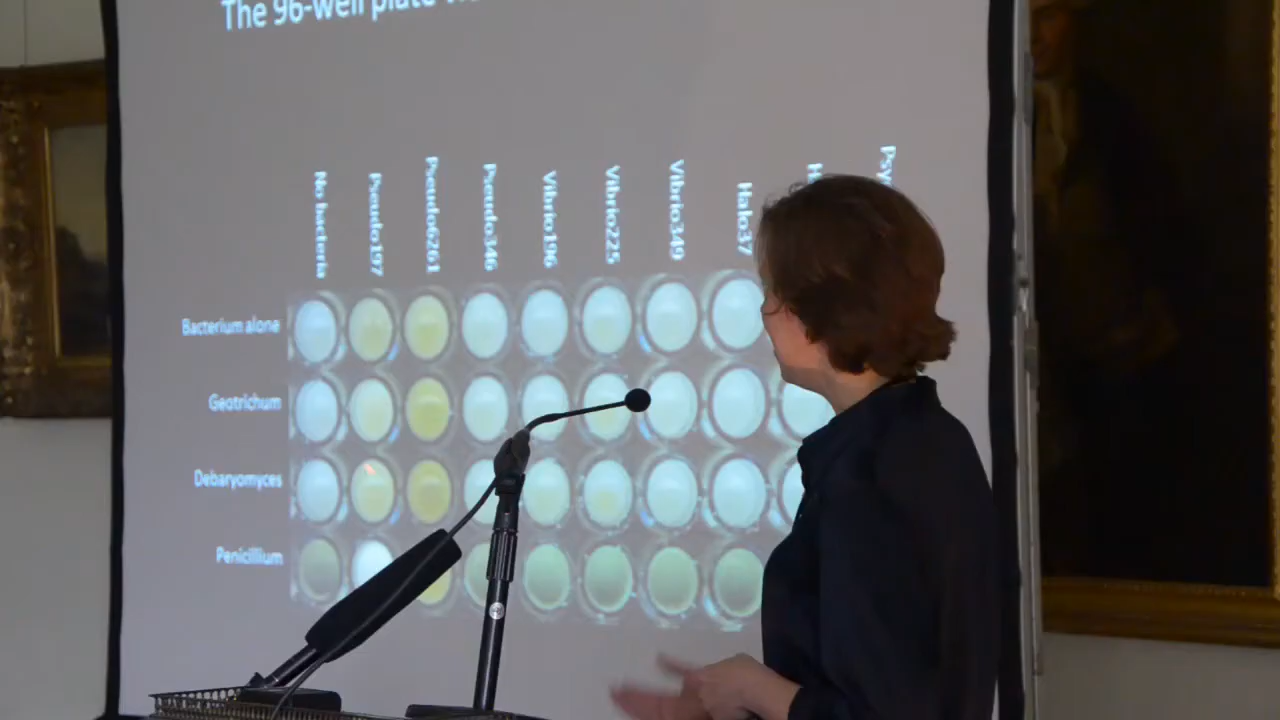 The 96-well plate
No bacteria
Pseudo197
Pseudo6261
Pseudo346
Vibrio196
Vibrio225
Vibrio349
Halo37
Bacterium alone
Geotrichum
Debaryomyces
Penicillium